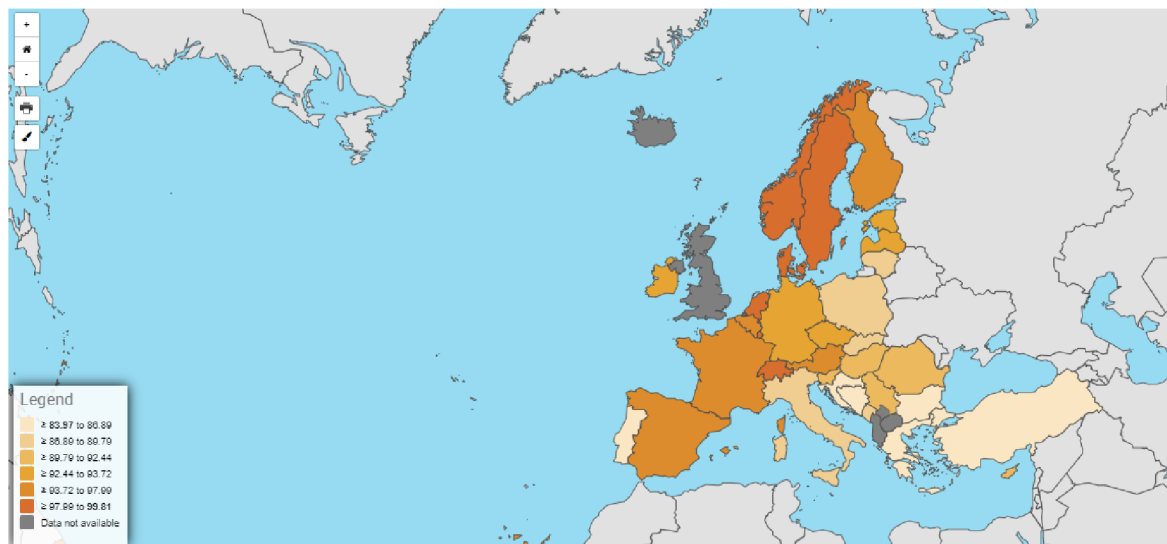 +
-
Legend
≥ 83.97 to 86.89
≥ 86.89 to 89.79
≥ 89.79 to 92.44
≥ 92.44 to 93.72
≥ 93.72 to 97.99
≥ 97.99 to 99.81
Data not available